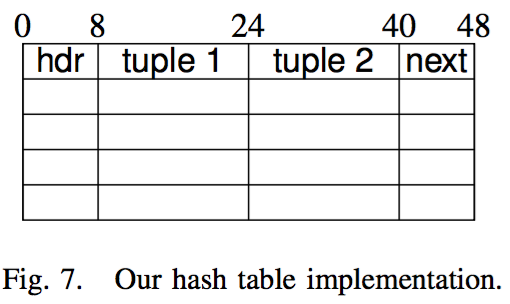 0 8 24 40 48
hdr tuple 1 tuple 2 next
Fig. 7. Our hash table implementation.